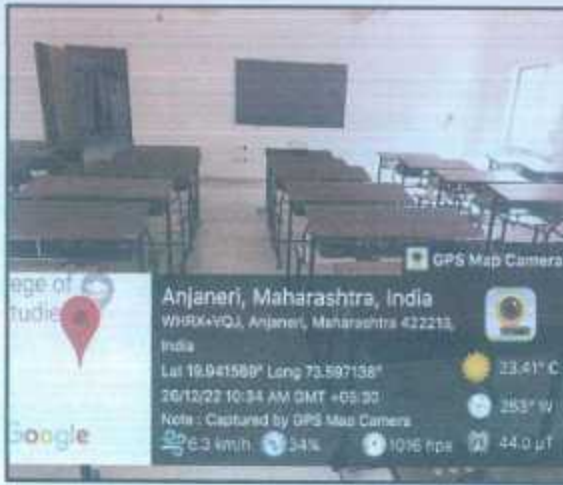 GPS Map Camera
ege of
tudie
Google
Anjaneri, Maharashtra, India
WHRX+VQJ, Anjaneri, Maharashtra 422213,
India
Lat 19.941569° Long 73.597138°
26/12/22 10:34 AM GMT +05:30
Note : Captured by GPS Map Camera
23.41° C
253° W
6.3 km/h
34%
1016 hpa
44.0 µT